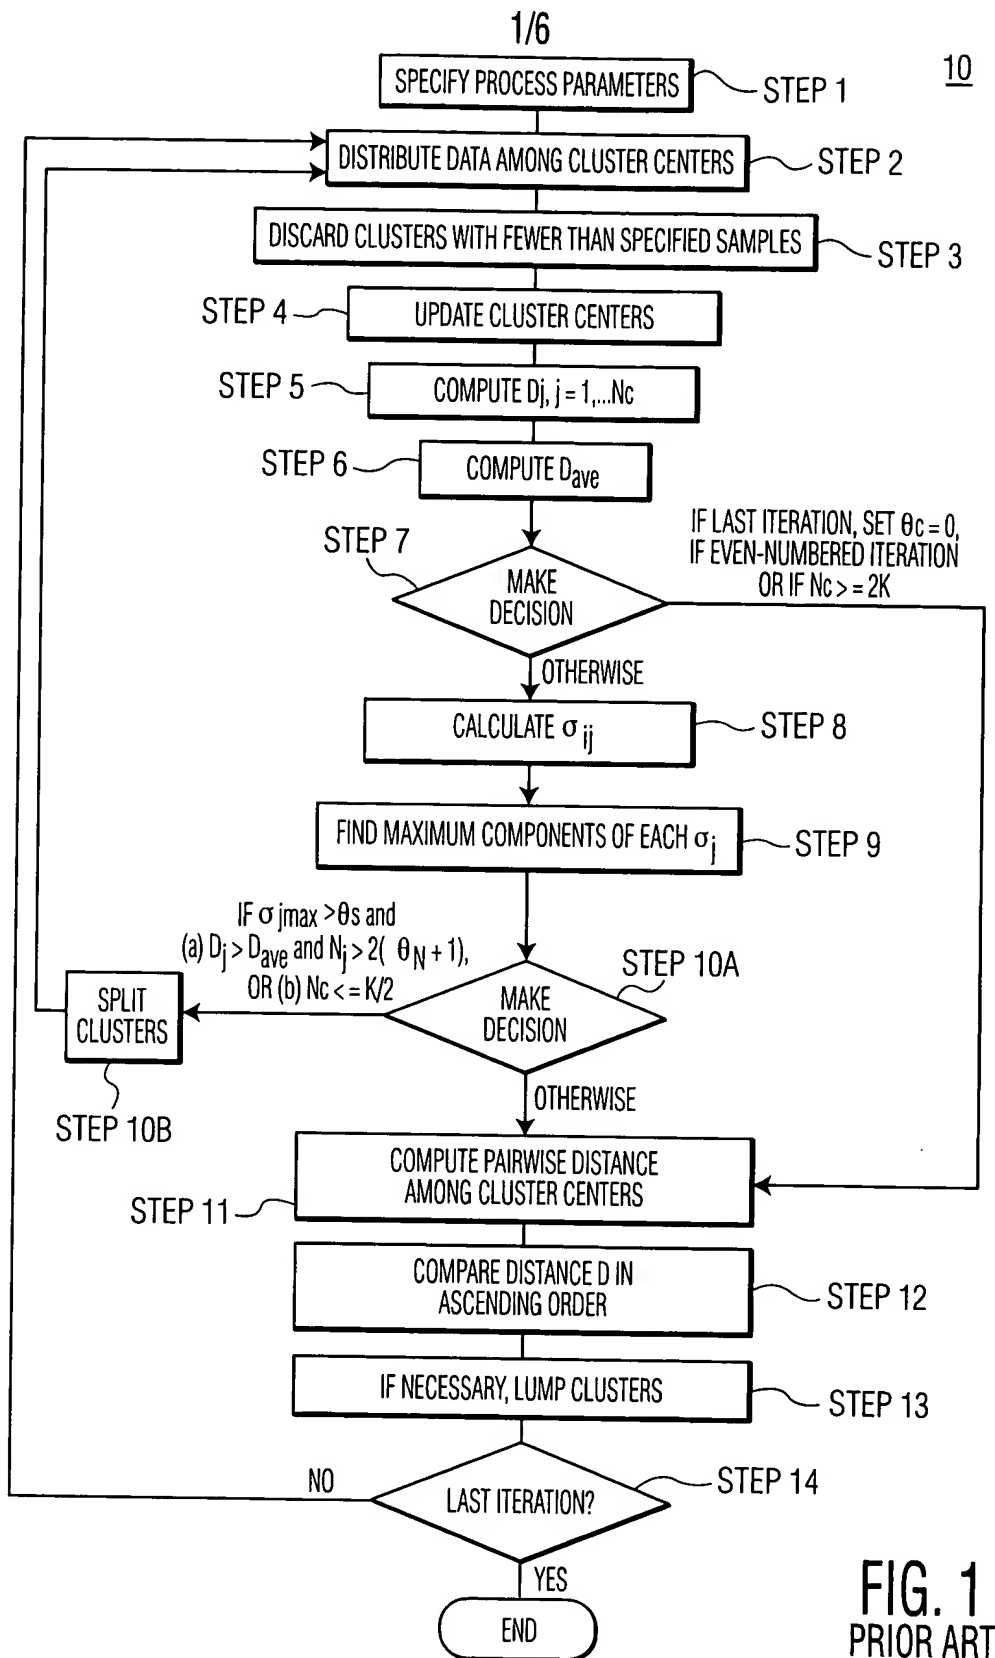 1/6
10
SPECIFY PROCESS PARAMETERS
STEP 1
DISTRIBUTE DATA AMONG CLUSTER CENTERS
STEP 2
DISCARD CLUSTERS WITH FEWER THAN SPECIFIED SAMPLES
STEP 3
STEP 4
UPDATE CLUSTER CENTERS
STEP 5
COMPUTE Dj, j = 1,...Nc
STEP 6
COMPUTE Dave
STEP 7
MAKE
DECISION
IF LAST ITERATION, SET θc = 0,
IF EVEN-NUMBERED ITERATION
OR IF Nc > = 2K
OTHERWISE
CALCULATE σij
STEP 8
FIND MAXIMUM COMPONENTS OF EACH σj
STEP 9
IF σjmax >θs and
(a) Dj > Dave and Nj > 2( θN + 1),
OR (b) Nc < = K/2
STEP 10A
MAKE
DECISION
SPLIT
CLUSTERS
STEP 10B
OTHERWISE
COMPUTE PAIRWISE DISTANCE
AMONG CLUSTER CENTERS
STEP 11
COMPARE DISTANCE D IN
ASCENDING ORDER
STEP 12
IF NECESSARY, LUMP CLUSTERS
STEP 13
NO
LAST ITERATION?
STEP 14
YES
END
FIG. 1
PRIOR ART